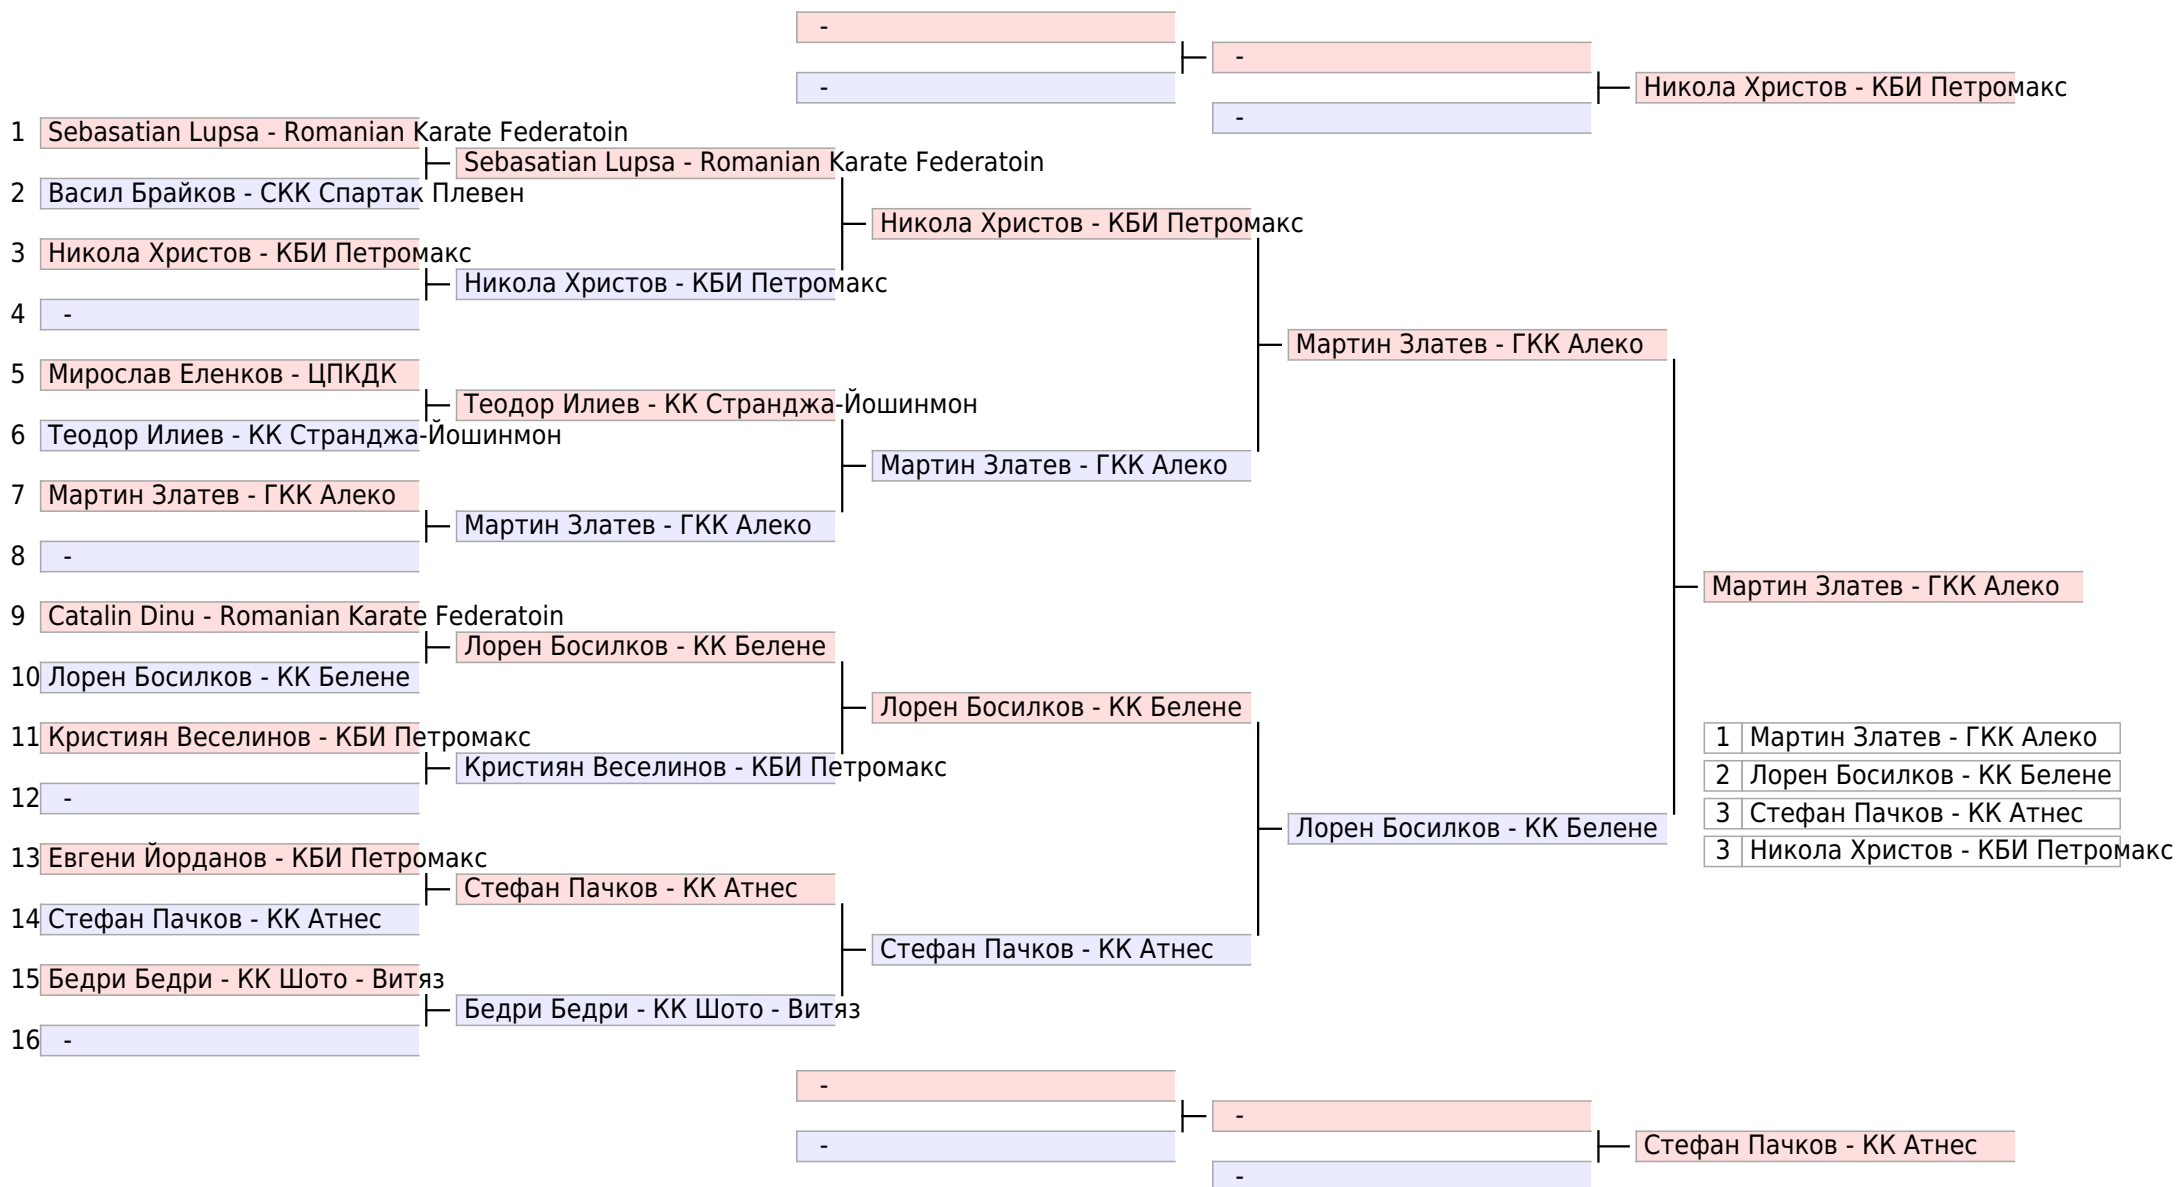 -
-
-
-
Никола Христов - КБИ Петромакс
1 Sebasatian Lupsa - Romanian Karate Federatoin
Sebasatian Lupsa - Romanian Karate Federatoin
2 Васил Брайков - СКК Спартак Плевен
Никола Христов - КБИ Петромакс
3 Никола Христов - КБИ Петромакс
Никола Христов - КБИ Петромакс
4 -
Мартин Златев - ГКК Алеко
5 Мирослав Еленков - ЦПКДК
Теодор Илиев - КК Странджа-Йошинмон
6 Теодор Илиев - КК Странджа-Йошинмон
Мартин Златев - ГКК Алеко
7 Мартин Златев - ГКК Алеко
Мартин Златев - ГКК Алеко
8 -
Мартин Златев - ГКК Алеко
9 Catalin Dinu - Romanian Karate Federatoin
Лорен Босилков - КК Белене
10 Лорен Босилков - КК Белене
Лорен Босилков - КК Белене
11 Кристиян Веселинов - КБИ Петромакс
Кристиян Веселинов - КБИ Петромакс
12 -
1 Мартин Златев - ГКК Алеко
2 Лорен Босилков - КК Белене
3 Стефан Пачков - КК Атнес
3 Никола Христов - КБИ Петромакс
Лорен Босилков - КК Белене
13 Евгени Йорданов - КБИ Петромакс
Стефан Пачков - КК Атнес
14 Стефан Пачков - КК Атнес
Стефан Пачков - КК Атнес
15 Бедри Бедри - КК Шото - Витяз
Бедри Бедри - КК Шото - Витяз
16 -
-
-
-
-
Стефан Пачков - КК Атнес